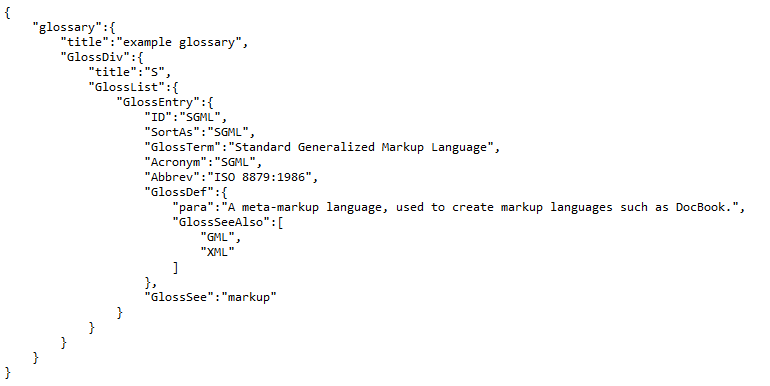 {
    "glossary":{
        "title":"example glossary",
        "GlossDiv":{
            "title":"S",
            "GlossList":{
                "GlossEntry":{
                    "ID":"SGML",
                    "SortAs":"SGML",
                    "GlossTerm":"Standard Generalized Markup Language",
                    "Acronym":"SGML",
                    "Abbrev":"ISO 8879:1986",
                    "GlossDef":{
                        "para":"A meta-markup language, used to create markup languages such as DocBook.",
                        "GlossSeeAlso":[
                            "GML",
                            "XML"
                        ]
                    },
                    "GlossSee":"markup"
                }
            }
        }
    }
}